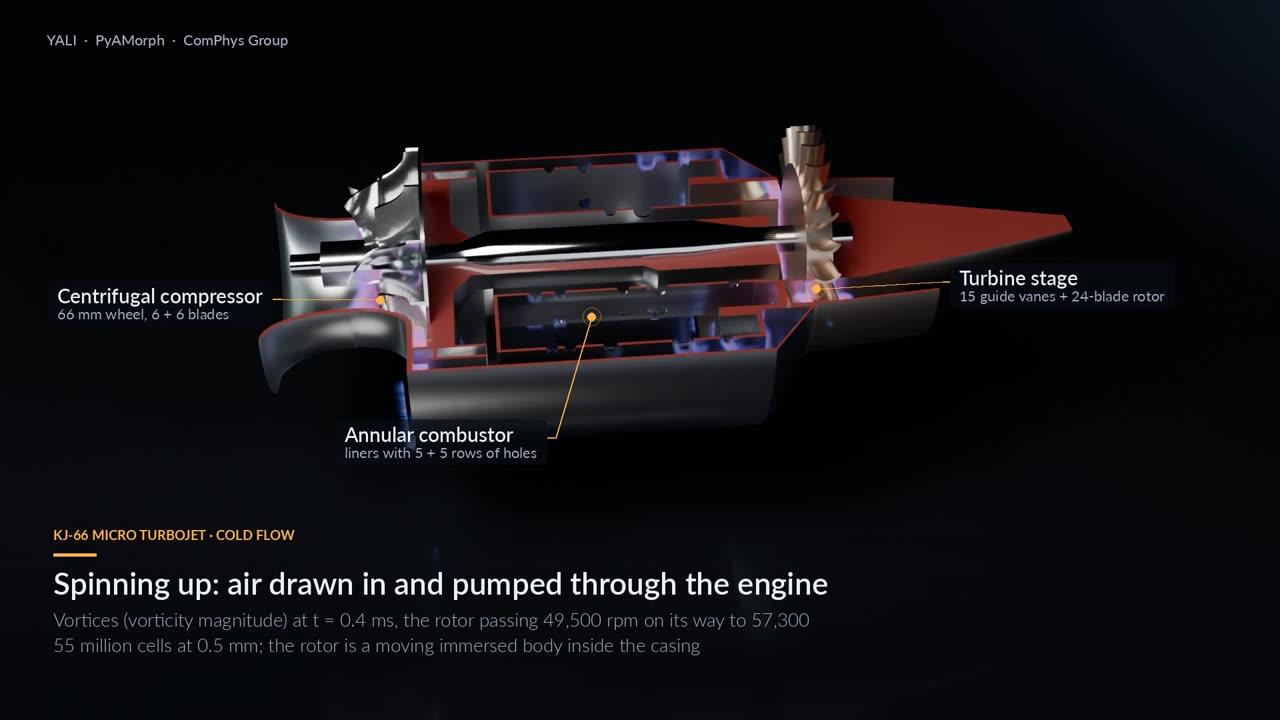 YALI · PyAMorph · ComPhys Group
Turbine stage
15 guide vanes + 24-blade rotor
Centrifugal compressor
66 mm wheel, 6 + 6 blades
Annular combustor
liners with 5 + 5 rows of holes
KJ-66 MICRO TURBOJET · COLD FLOW
Spinning up: air drawn in and pumped through the engine
Vortices (vorticity magnitude) at t = 0.4 ms, the rotor passing 49,500 rpm on its way to 57,300
55 million cells at 0.5 mm; the rotor is a moving immersed body inside the casing